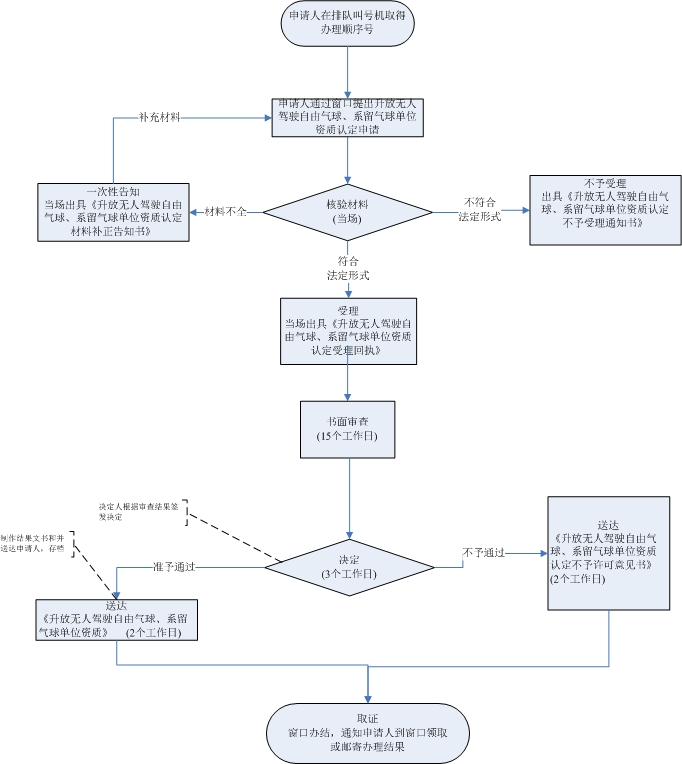 申请人在排队叫号机取得
办理顺序号
申请人通过窗口提出升放无人
驾驶自由气球、系留气球单位
资质认定申请
补充材料
一次性告知
当场出具《升放无人驾驶自由
气球、系留气球单位资质认定
材料补正告知书》
材料不全
核验材料
(当场)
不符合
法定形式
不予受理
出具《升放无人驾驶自由气
球、系留气球单位资质认定
不予受理通知书》
符合
法定形式
受理
当场出具《升放无人驾驶自
由气球、系留气球单位资质
认定受理回执》
书面审查
(15个工作日)
决定人根据审查结果签
发决定
制作结果文书和并
送达申请人，存档
准予通过
决定
(3个工作日)
不予通过
送达
《升放无人驾驶自由气
球、系留气球单位资质
认定不予许可意见书》
(2个工作日)
送达
《升放无人驾驶自由气球、系留
气球单位资质》 (2个工作日)
取证
窗口办结，通知申请人到窗口领取
或邮寄办理结果